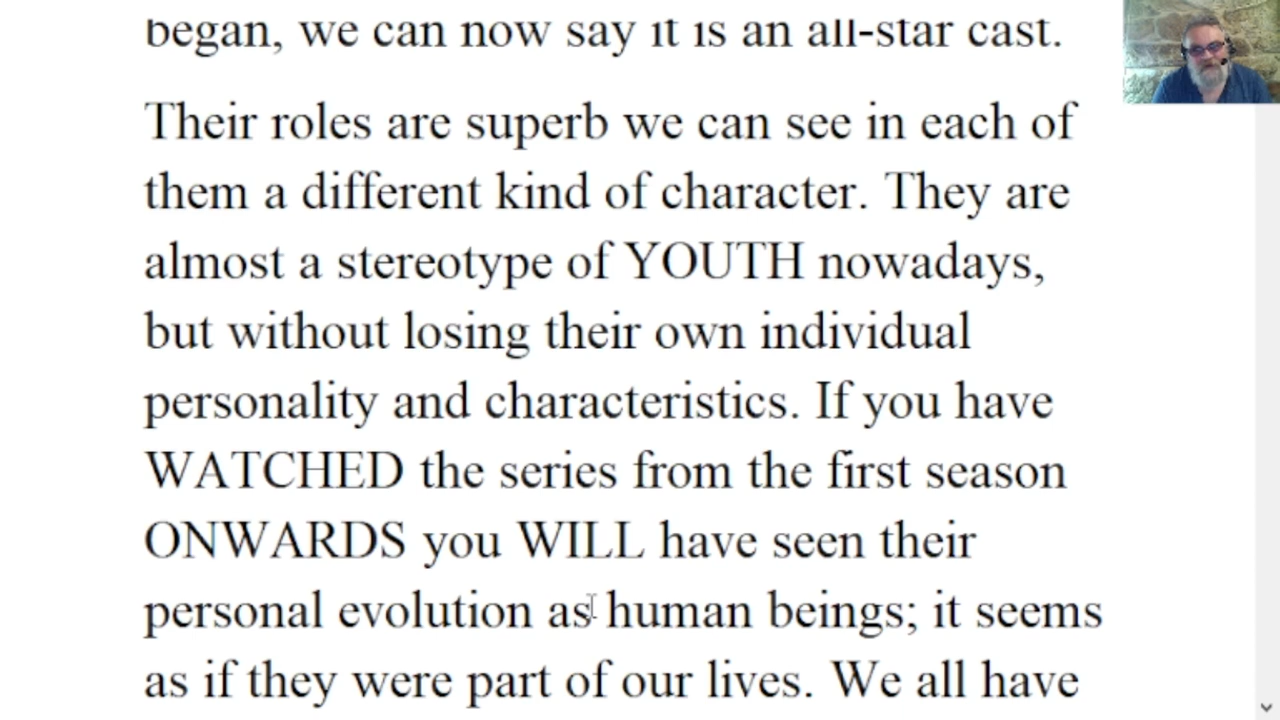 began, we can now say it is an all-star cast.
Their roles are superb we can see in each of
them a different kind of character. They are
almost a stereotype of YOUTH nowadays,
but without losing their own individual
personality and characteristics. If you have
WATCHED the series from the first season
ONWARDS you WILL have seen their
personal evolution as human beings; it seems
as if they were part of our lives. We all have